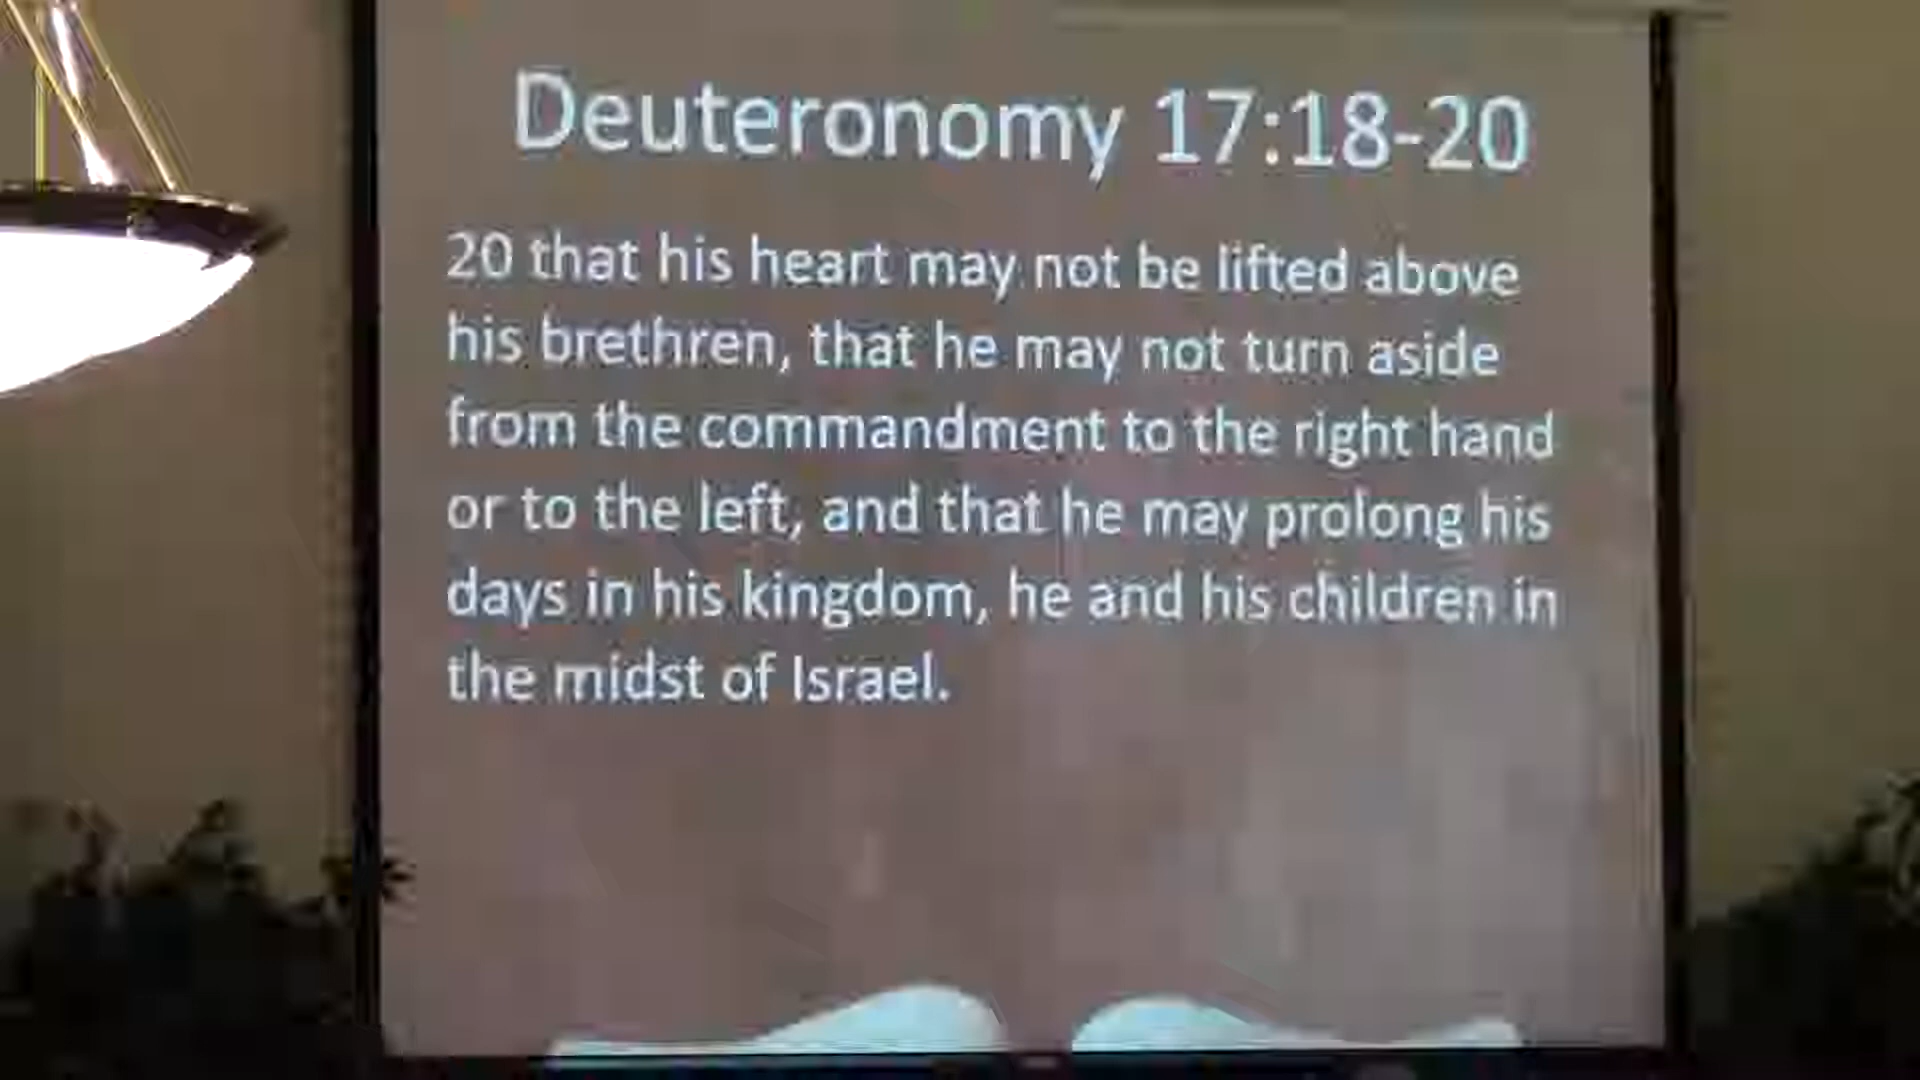 Deuteronomy 17:18-20
20 that his heart may not be lifted above
his brethren, that he may not turn aside
from the commandment to the right hand
or to the left, and that he may prolong his
days in his kingdom, he and his children in
the midst of Israel.